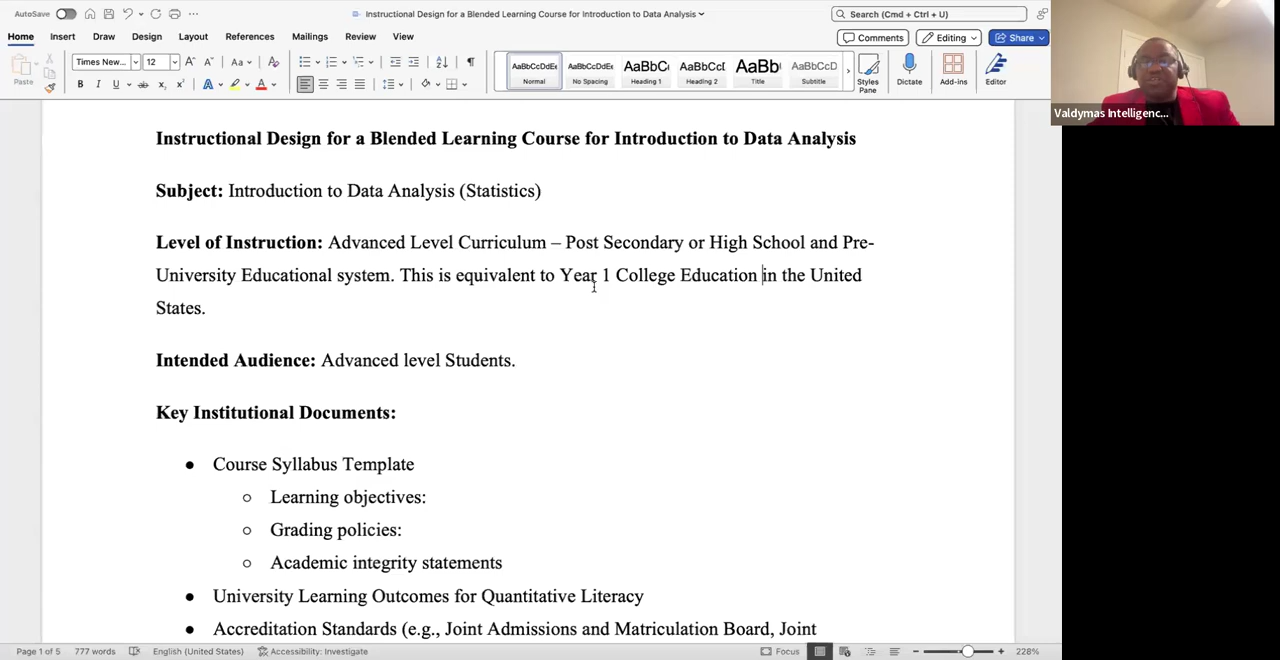 AutoSave
Instructional Design for a Blended Learning Course for Introduction to Data Analysis
Search (Cmd + Ctrl + U)
Home Insert Draw Design Layout References Mailings Review View
Comments Editing Share
Paste
Times New... 12
AaBbCcDdEe Normal
AaBbCcDdEe No Spacing
AaBbCc Heading 1
AaBbCcD Heading 2
AaBb Title
AaBbCcD Subtitle
Styles Pane
Dictate
Add-ins
Editor
Valdymas Intelligenc...
Instructional Design for a Blended Learning Course for Introduction to Data Analysis
Subject: Introduction to Data Analysis (Statistics)
Level of Instruction: Advanced Level Curriculum – Post Secondary or High School and Pre-
University Educational system. This is equivalent to Year 1 College Education in the United
States.
Intended Audience: Advanced level Students.
Key Institutional Documents:
● Course Syllabus Template
○ Learning objectives:
○ Grading policies:
○ Academic integrity statements
● University Learning Outcomes for Quantitative Literacy
● Accreditation Standards (e.g., Joint Admissions and Matriculation Board, Joint
Page 1 of 5 777 words English (United States) Accessibility: Investigate Focus 228%